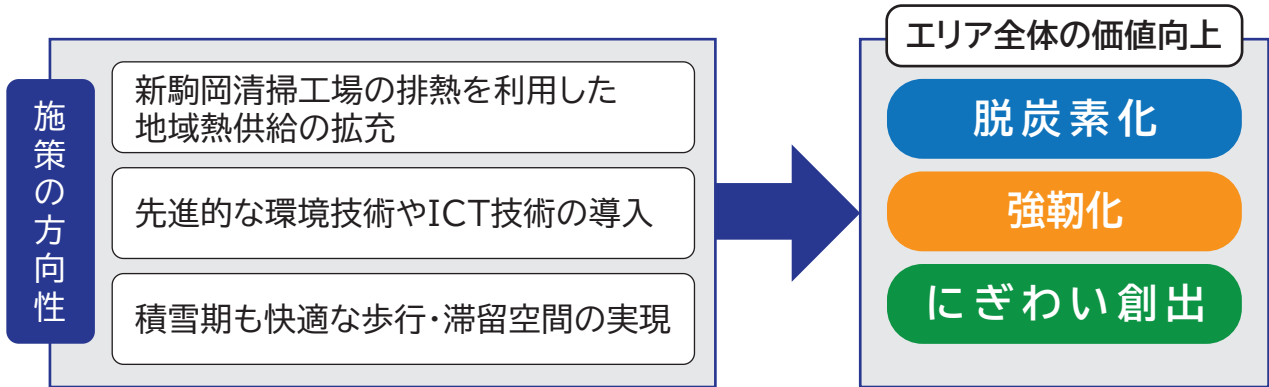 施策の方向性
新駒岡清掃工場の排熱を利用した
地域熱供給の拡充
先進的な環境技術やICT技術の導入
積雪期も快適な歩行・滞留空間の実現
エリア全体の価値向上
脱炭素化
強靭化
にぎわい創出